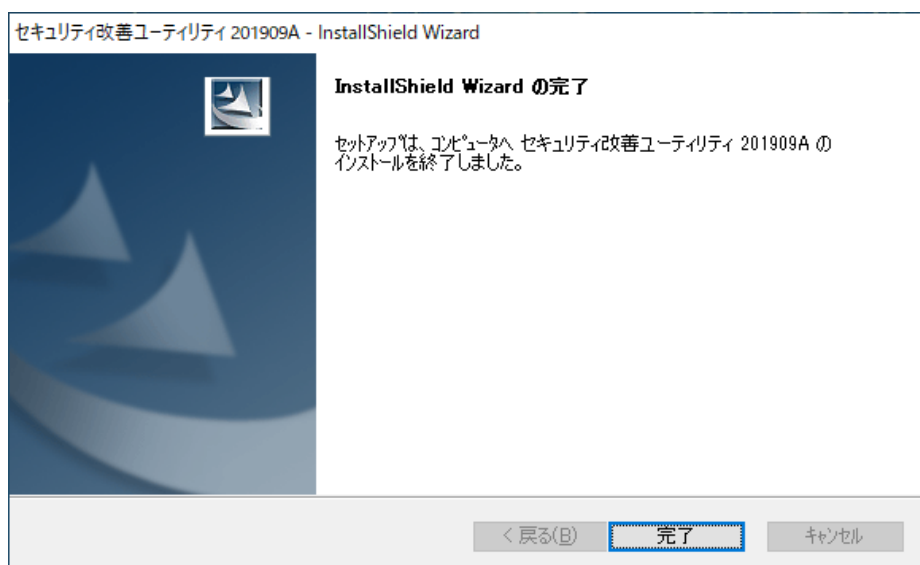 セキュリティ改善ユーティリティ 201909A - InstallShield Wizard
InstallShield Wizard の完了
ｾｯﾄｱｯﾌﾟは、ｺﾝﾋﾟｭｰﾀへ セキュリティ改善ユーティリティ 201909A の
ｲﾝｽﾄｰﾙを終了しました。
< 戻る(B)
完了
ｷｬﾝｾﾙ